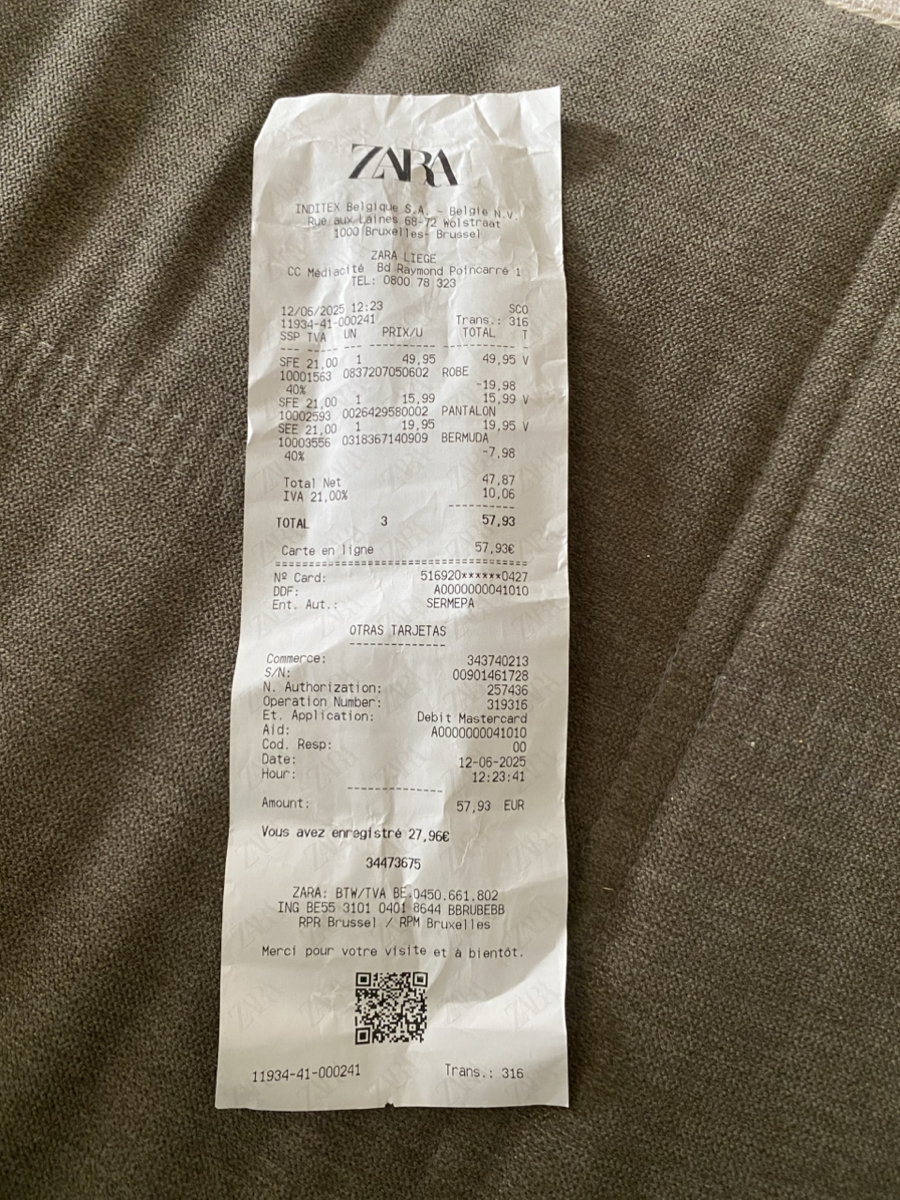 ZARA
INDITEX Belgique S.A. - Belgie N.V.
Rue aux Laines 68-72 Wolstraat
1000 Bruxelles- Brussel
ZARA LIEGE
CC Médiacité Bd Raymond Poincarré 1
TEL: 0800 78 323
12/06/2025 12:23 SCO
11934-41-000241 Trans.: 316
SSP TVA UN PRIX/U TOTAL T
--- --- -- ---------- ---------- -
SFE 21,00 1 49,95 49,95 V
10001563 0837207050602 ROBE
40% -19,98
SFE 21,00 1 15,99 15,99 V
10002593 0026429580002 PANTALON
SEE 21,00 1 19,95 19,95 V
10003556 0318367140909 BERMUDA
40% -7,98
Total Net 47,87
IVA 21,00% 10,06
----------
TOTAL 3 57,93
Carte en ligne 57,93€
======================================
Nº Card: 516920******0427
DDF: A0000000041010
Ent. Aut.: SERMEPA
OTRAS TARJETAS
--------------
Commerce: 343740213
S/N: 00901461728
N. Authorization: 257436
Operation Number: 319316
Et. Application: Debit Mastercard
Aid: A0000000041010
Cod. Resp: 00
Date: 12-06-2025
Hour: 12:23:41
--------------
Amount: 57,93 EUR
Vous avez enregistré 27,96€
34473675
ZARA: BTW/TVA BE.0450.661.802
ING BE55 3101 0401 8644 BBRUBEBB
RPR Brussel / RPM Bruxelles
Merci pour votre visite et à bientôt.
11934-41-000241 Trans.: 316